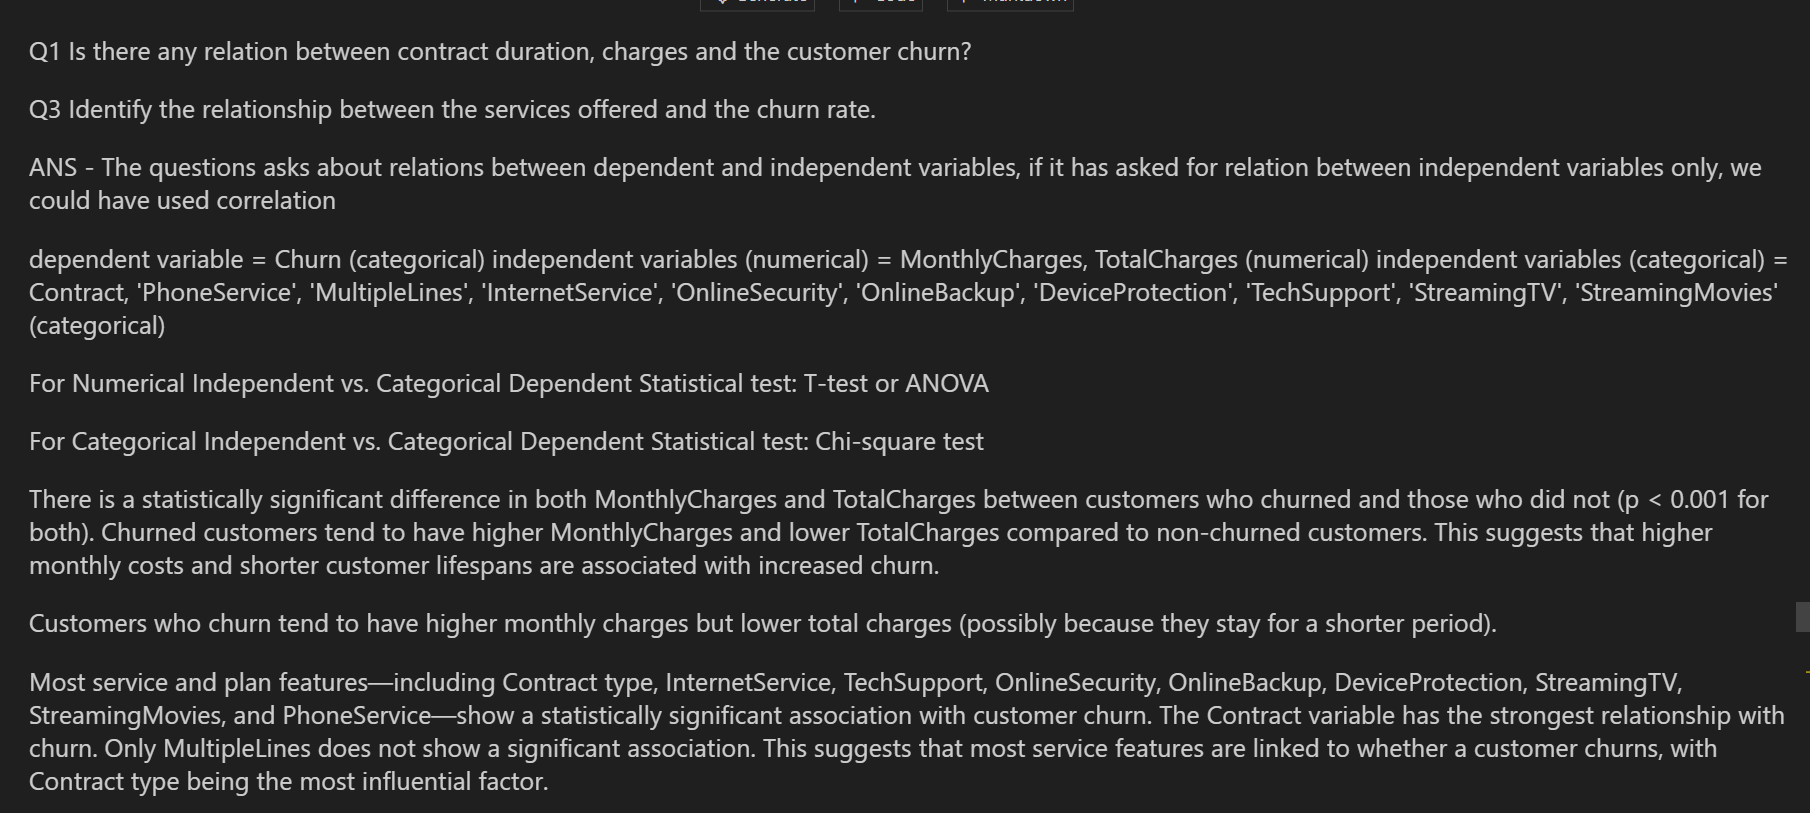 Q1 Is there any relation between contract duration, charges and the customer churn?
Q3 Identify the relationship between the services offered and the churn rate.
ANS - The questions asks about relations between dependent and independent variables, if it has asked for relation between independent variables only, we
could have used correlation
dependent variable = Churn (categorical) independent variables (numerical) = MonthlyCharges, TotalCharges (numerical) independent variables (categorical) =
Contract, 'PhoneService', 'MultipleLines', 'InternetService', 'OnlineSecurity', 'OnlineBackup', 'DeviceProtection', 'TechSupport', 'StreamingTV', 'StreamingMovies'
(categorical)
For Numerical Independent vs. Categorical Dependent Statistical test: T-test or ANOVA
For Categorical Independent vs. Categorical Dependent Statistical test: Chi-square test
There is a statistically significant difference in both MonthlyCharges and TotalCharges between customers who churned and those who did not (p < 0.001 for
both). Churned customers tend to have higher MonthlyCharges and lower TotalCharges compared to non-churned customers. This suggests that higher
monthly costs and shorter customer lifespans are associated with increased churn.
Customers who churn tend to have higher monthly charges but lower total charges (possibly because they stay for a shorter period).
Most service and plan features—including Contract type, InternetService, TechSupport, OnlineSecurity, OnlineBackup, DeviceProtection, StreamingTV,
StreamingMovies, and PhoneService—show a statistically significant association with customer churn. The Contract variable has the strongest relationship with
churn. Only MultipleLines does not show a significant association. This suggests that most service features are linked to whether a customer churns, with
Contract type being the most influential factor.